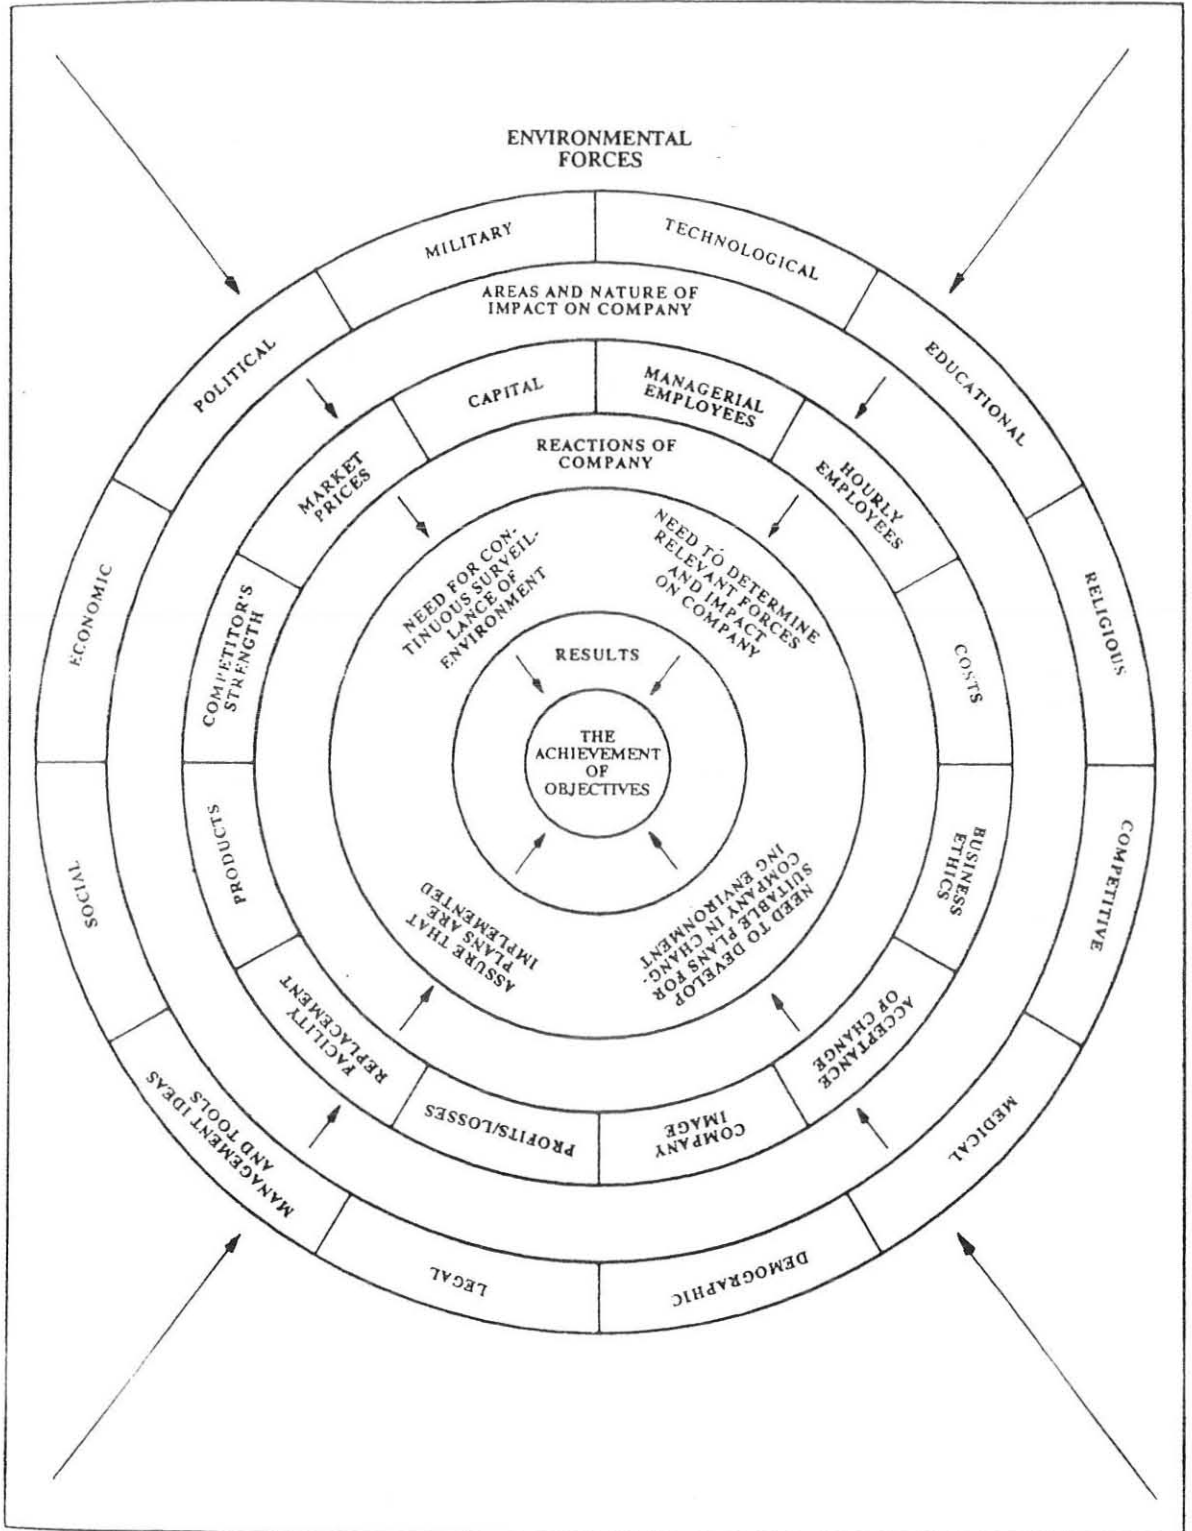 ENVIRONMENTAL
FORCES
MILITARY
TECHNOLOGICAL
EDUCATIONAL
RELIGIOUS
COMPETITIVE
MEDICAL
DEMOGRAPHIC
LEGAL
MANAGEMENT IDEAS
AND TOOLS
SOCIAL
ECONOMIC
POLITICAL
AREAS AND NATURE OF
IMPACT ON COMPANY
CAPITAL
MANAGERIAL
EMPLOYEES
HOURLY
EMPLOYEES
COSTS
BUSINESS
ETHICS
ACCEPTANCE
OF CHANGE
COMPANY
IMAGE
PROFITS/LOSSES
FACILITY
REPLACEMENT
PRODUCTS
COMPETITOR'S
STRENGTH
MARKET
PRICES
REACTIONS OF
COMPANY
NEED FOR CON-
TINUOUS SURVEIL-
LANCE OF
ENVIRONMENT
NEED TO DETERMINE
RELEVANT FORCES
AND IMPACT
ON COMPANY
NEED TO DEVELOP
SUITABLE PLANS FOR
COMPANY IN CHANG-
ING ENVIRONMENT
ASSURE THAT
PLANS ARE
IMPLEMENTED
RESULTS
THE
ACHIEVEMENT
OF
OBJECTIVES